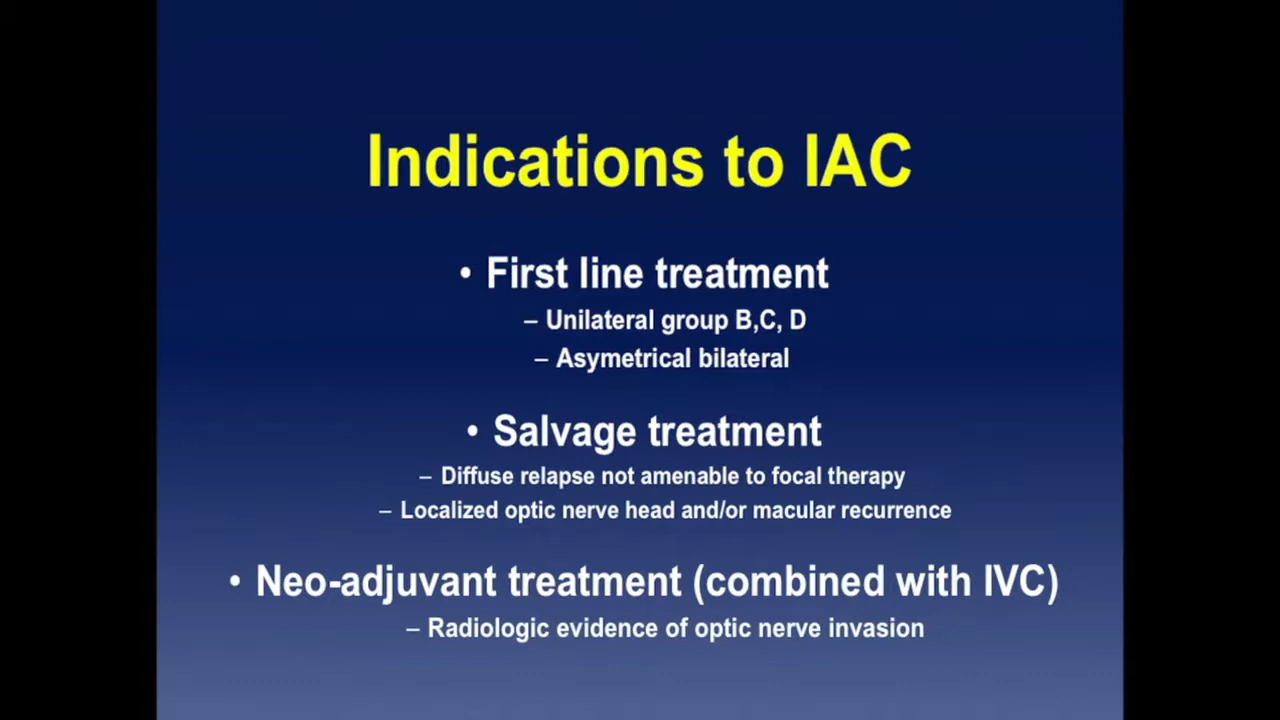 Indications to IAC
• First line treatment
– Unilateral group B,C, D
– Asymetrical bilateral
• Salvage treatment
– Diffuse relapse not amenable to focal therapy
– Localized optic nerve head and/or macular recurrence
• Neo-adjuvant treatment (combined with IVC)
– Radiologic evidence of optic nerve invasion